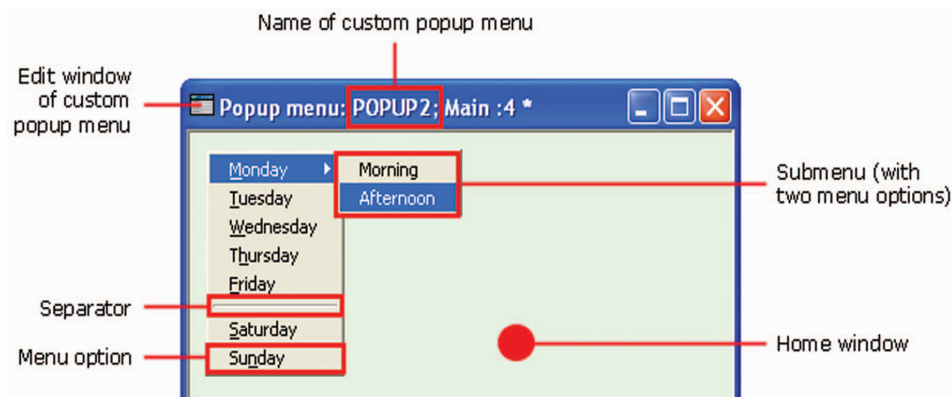 Name of custom popup menu
Edit window
of custom
popup menu
Popup menu: POPUP2; Main :4 *
Monday
Morning
Submenu (with
two menu options)
Tuesday
Afternoon
Wednesday
Thursday
Friday
Separator
Saturday
Home window
Menu option
Sunday